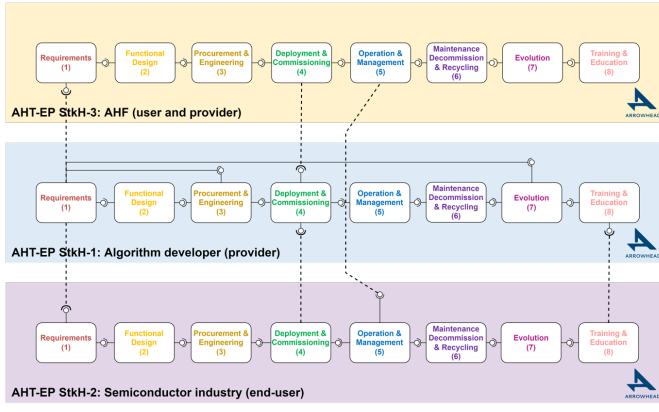 Requirements
(1)
Functional
Design
(2)
Procurement &
Engineering
(3)
Deployment &
Commissioning
(4)
Operation &
Management
(5)
Maintenance
Decommission
& Recycling
(6)
Evolution
(7)
Training &
Education
(8)
AHT-EP StkH-3: AHF (user and provider)
ARROWHEAD
Requirements
(1)
Functional
Design
(2)
Procurement &
Engineering
(3)
Deployment &
Commissioning
(4)
Operation &
Management
(5)
Maintenance
Decommission
& Recycling
(6)
Evolution
(7)
Training &
Education
(8)
AHT-EP StkH-1: Algorithm developer (provider)
ARROWHEAD
Requirements
(1)
Functional
Design
(2)
Procurement &
Engineering
(3)
Deployment &
Commissioning
(4)
Operation &
Management
(5)
Maintenance
Decommission
& Recycling
(6)
Evolution
(7)
Training &
Education
(8)
AHT-EP StkH-2: Semiconductor industry (end-user)
ARROWHEAD